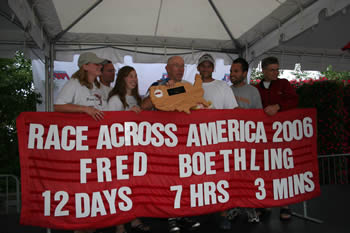 RACE ACROSS AMERICA 2006
FRED BOETHLING
12 DAYS 7 HRS 3 MINS